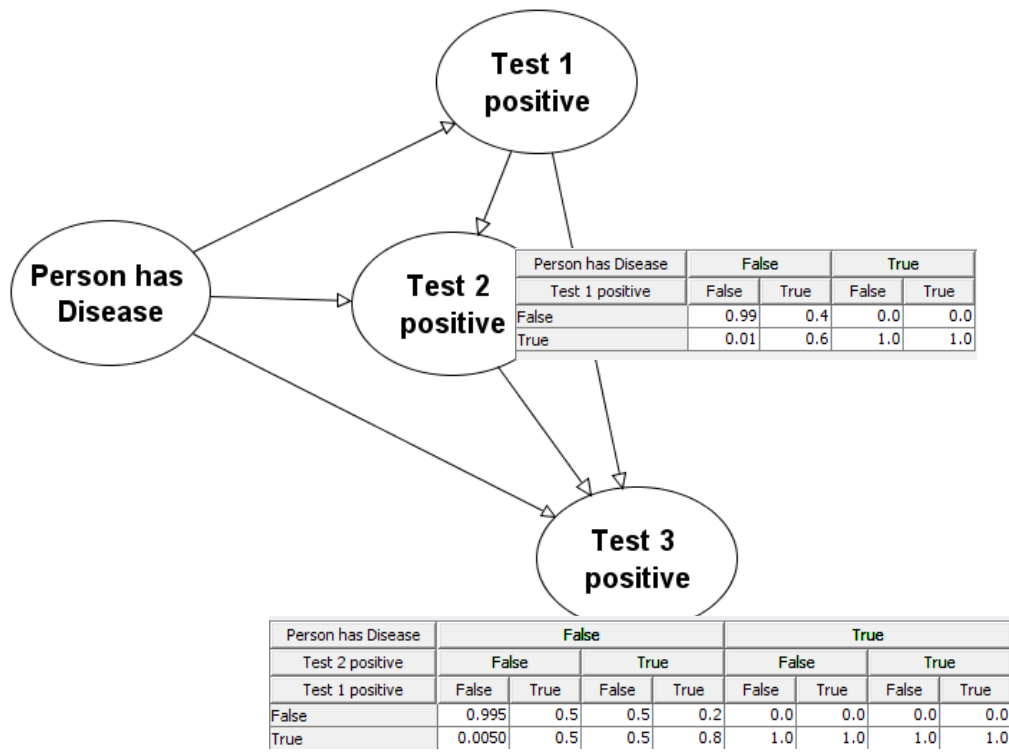 Test 1
positive
Person has
Disease
Test 2
positive
Person has Disease False True
Test 1 positive False True False True
False 0.99 0.4 0.0 0.0
True 0.01 0.6 1.0 1.0
Test 3
positive
Person has Disease False True
Test 2 positive False True False True
Test 1 positive False True False True False True False True
False 0.995 0.5 0.5 0.2 0.0 0.0 0.0 0.0
True 0.0050 0.5 0.5 0.8 1.0 1.0 1.0 1.0